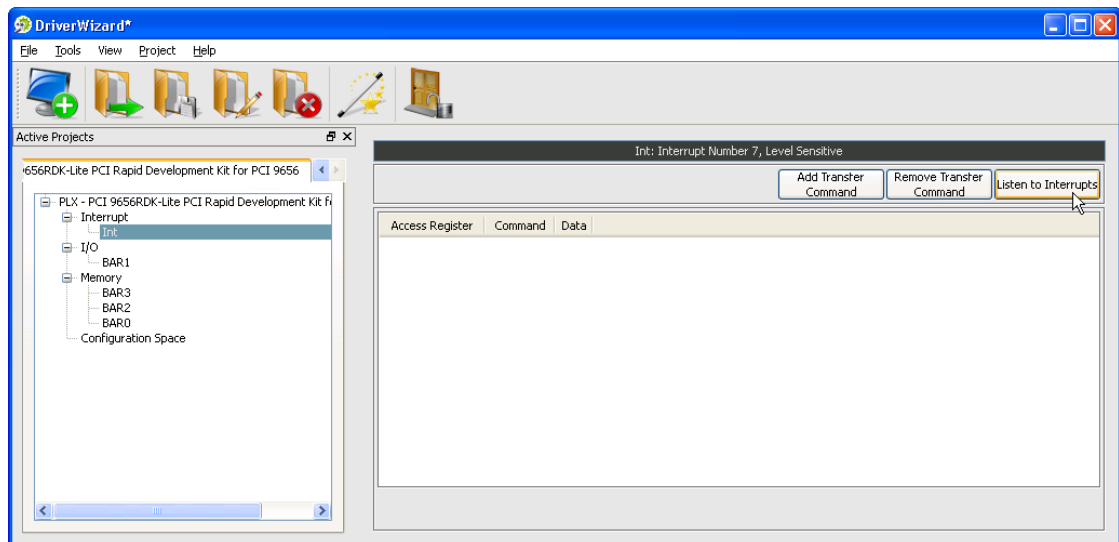 DriverWizard*
File Tools View Project Help
Active Projects
Int: Interrupt Number 7, Level Sensitive
9656RDK-Lite PCI Rapid Development Kit for PCI 9656
Add Transfer Command
Remove Transfer Command
Listen to Interrupts
PLX - PCI 9656RDK-Lite PCI Rapid Development Kit f
Interrupt
Int
I/O
BAR1
Memory
BAR3
BAR2
BAR0
Configuration Space
Access Register Command Data